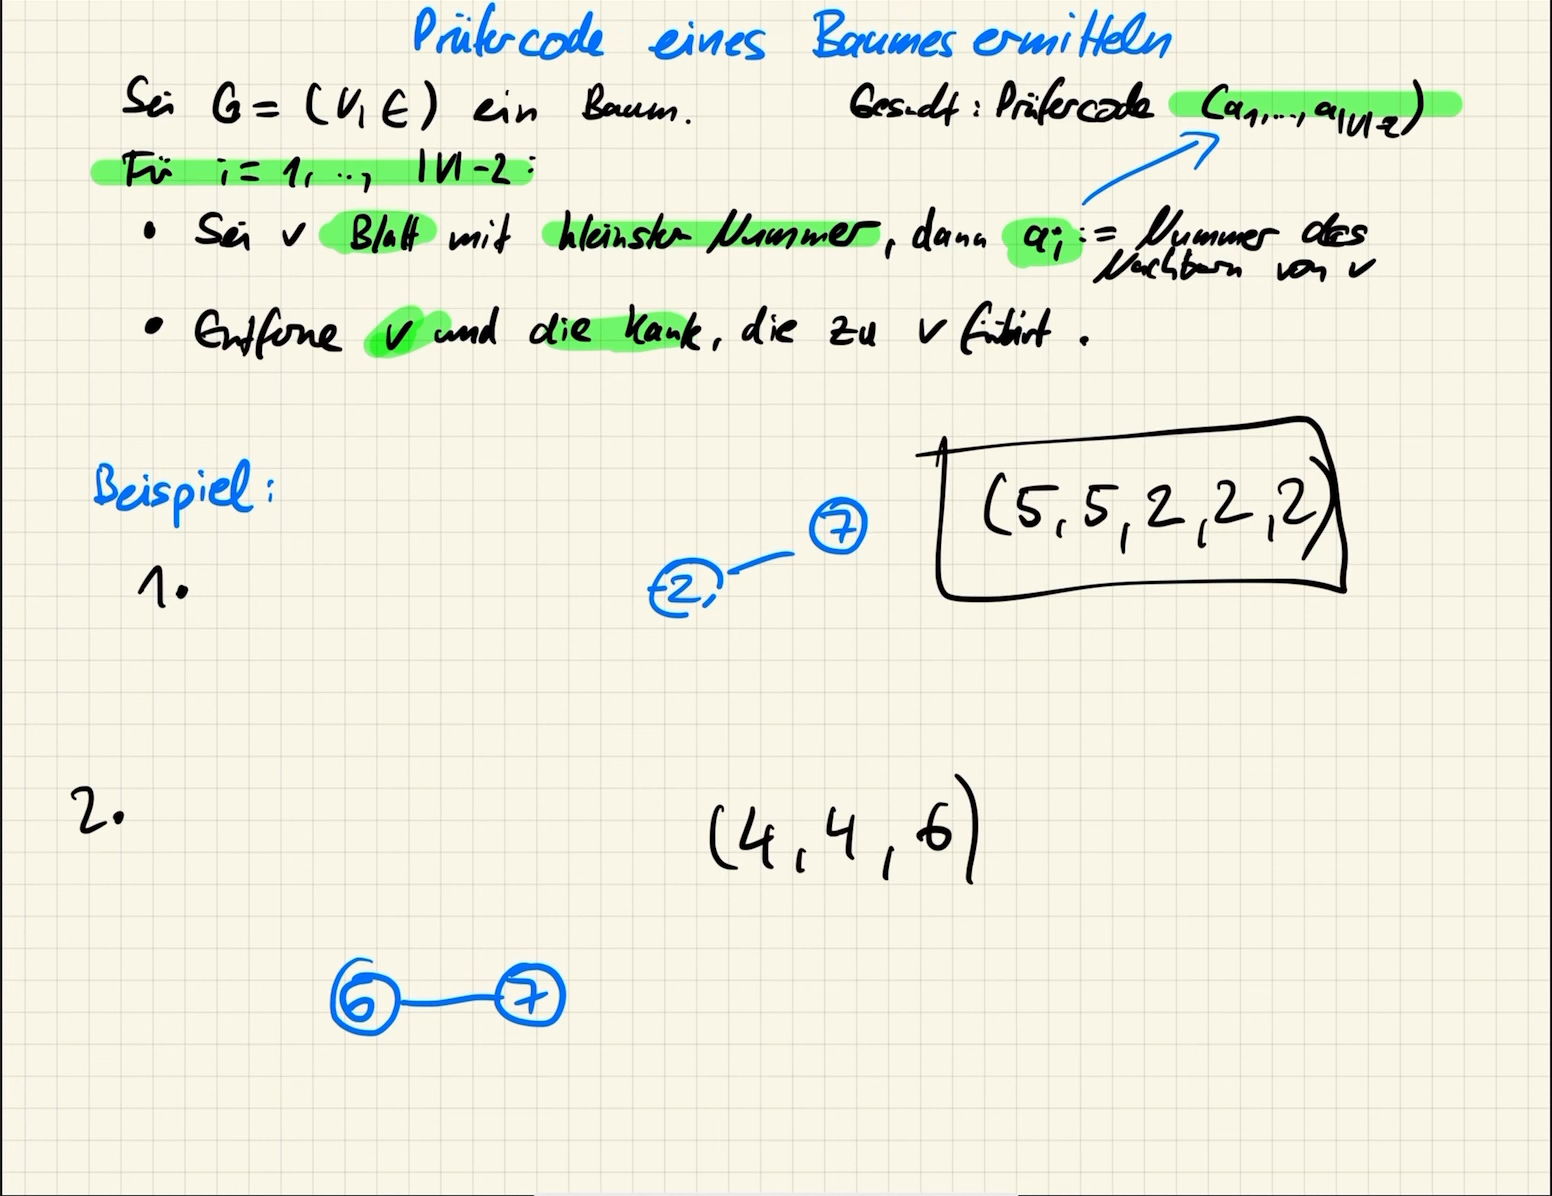 Prüfercode eines Baumes ermitteln
Sei G = (V, E) ein Baum. Gesucht : Prüfercode (a1, ..., a|V|-2)
Für i = 1, .., |V|-2 :
• Sei v Blatt mit kleinster Nummer, dann ai := Nummer des
Nachbarn von v
• Entferne v und die Kante, die zu v führt .
Beispiel :
(5, 5, 2, 2, 2)
7
1. 2
2. (4, 4, 6)
6 7